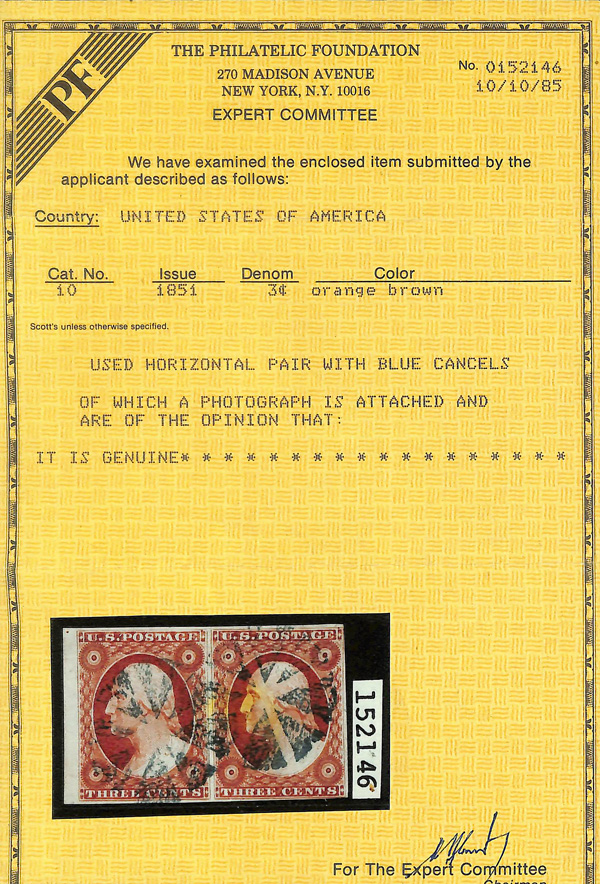 PF
THE PHILATELIC FOUNDATION
270 MADISON AVENUE
NEW YORK, N.Y. 10016
EXPERT COMMITTEE
No. 0152146
10/10/85
We have examined the enclosed item submitted by the
applicant described as follows:
Country: UNITED STATES OF AMERICA
Cat. No. Issue Denom Color
10 1851 3¢ orange brown
Scott's unless otherwise specified.
USED HORIZONTAL PAIR WITH BLUE CANCELS
OF WHICH A PHOTOGRAPH IS ATTACHED AND
ARE OF THE OPINION THAT:
IT IS GENUINE* * * * * * * * * * * * * * * * * *
U.S. POSTAGE U.S. POSTAGE
THREE CENTS THREE CENTS
152146
For The Expert Committee
Chairman